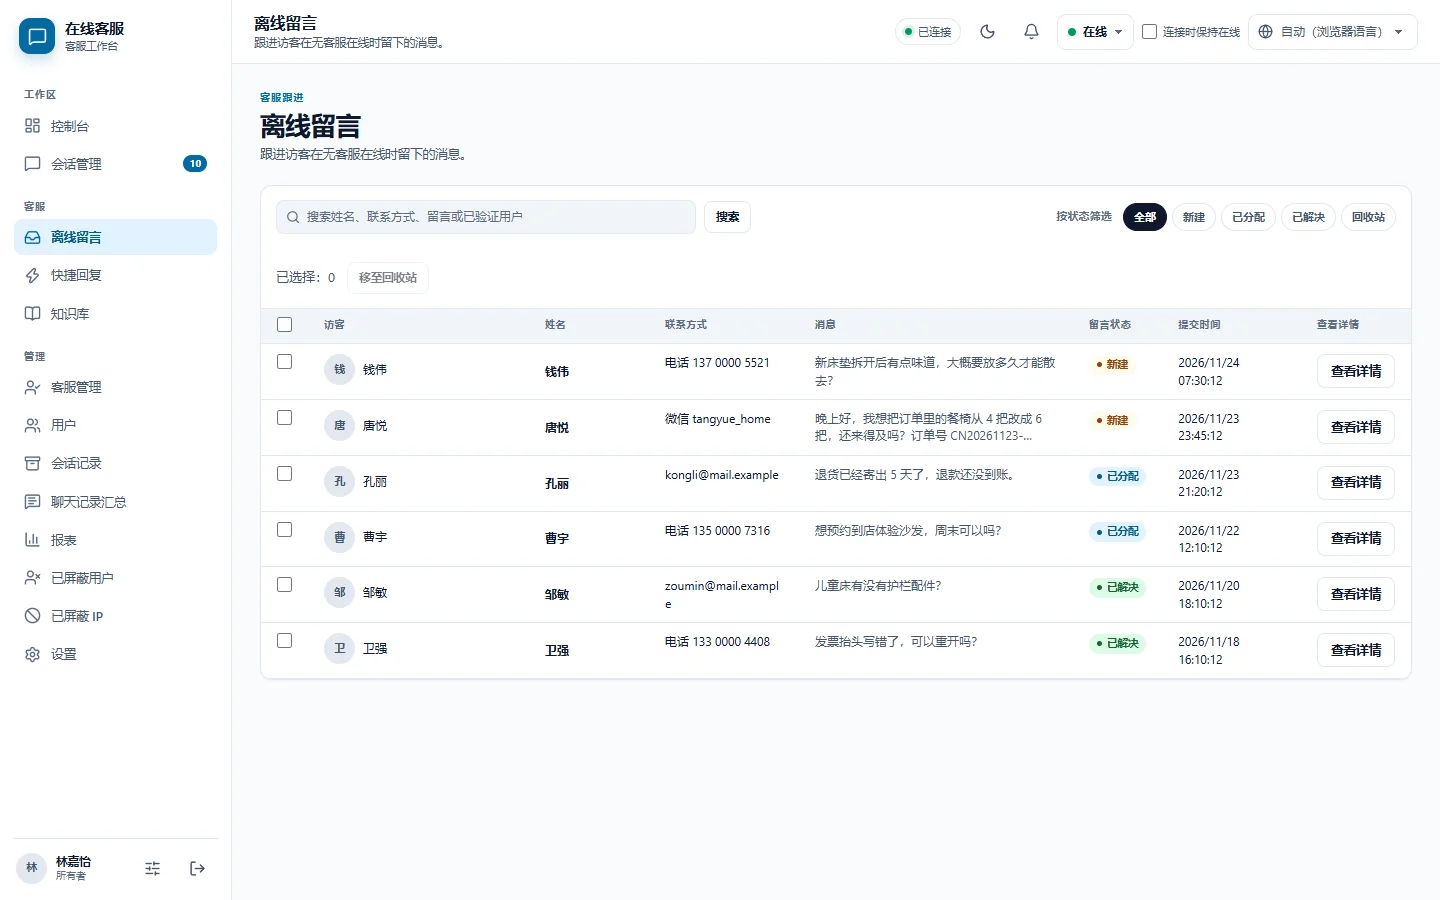 在线客服
客服工作台
工作区
控制台
会话管理
10
客服
离线留言
快捷回复
知识库
管理
客服管理
用户
会话记录
聊天记录汇总
报表
已屏蔽用户
已屏蔽 IP
设置
林
林嘉怡
所有者
离线留言
跟进访客在无客服在线时留下的消息。
已连接
在线
连接时保持在线
自动（浏览器语言）
客服跟进
离线留言
跟进访客在无客服在线时留下的消息。
搜索姓名、联系方式、留言或已验证用户
搜索
按状态筛选
全部
新建
已分配
已解决
回收站
已选择：0
移至回收站
访客
姓名
联系方式
消息
留言状态
提交时间
查看详情
钱
钱伟
钱伟
电话 137 0000 5521
新床垫拆开后有点味道，大概要放多久才能散
去？
新建
2026/11/24
07:30:12
查看详情
唐
唐悦
唐悦
微信 tangyue_home
晚上好，我想把订单里的餐椅从 4 把改成 6
把，还来得及吗？订单号 CN20261123-...
新建
2026/11/23
23:45:12
查看详情
孔
孔丽
孔丽
kongli@mail.example
退货已经寄出 5 天了，退款还没到账。
已分配
2026/11/23
21:20:12
查看详情
曹
曹宇
曹宇
电话 135 0000 7316
想预约到店体验沙发，周末可以吗？
已分配
2026/11/22
12:10:12
查看详情
邹
邹敏
邹敏
zoumin@mail.exampl
e
儿童床有没有护栏配件？
已解决
2026/11/20
18:10:12
查看详情
卫
卫强
卫强
电话 133 0000 4408
发票抬头写错了，可以重开吗？
已解决
2026/11/18
16:10:12
查看详情